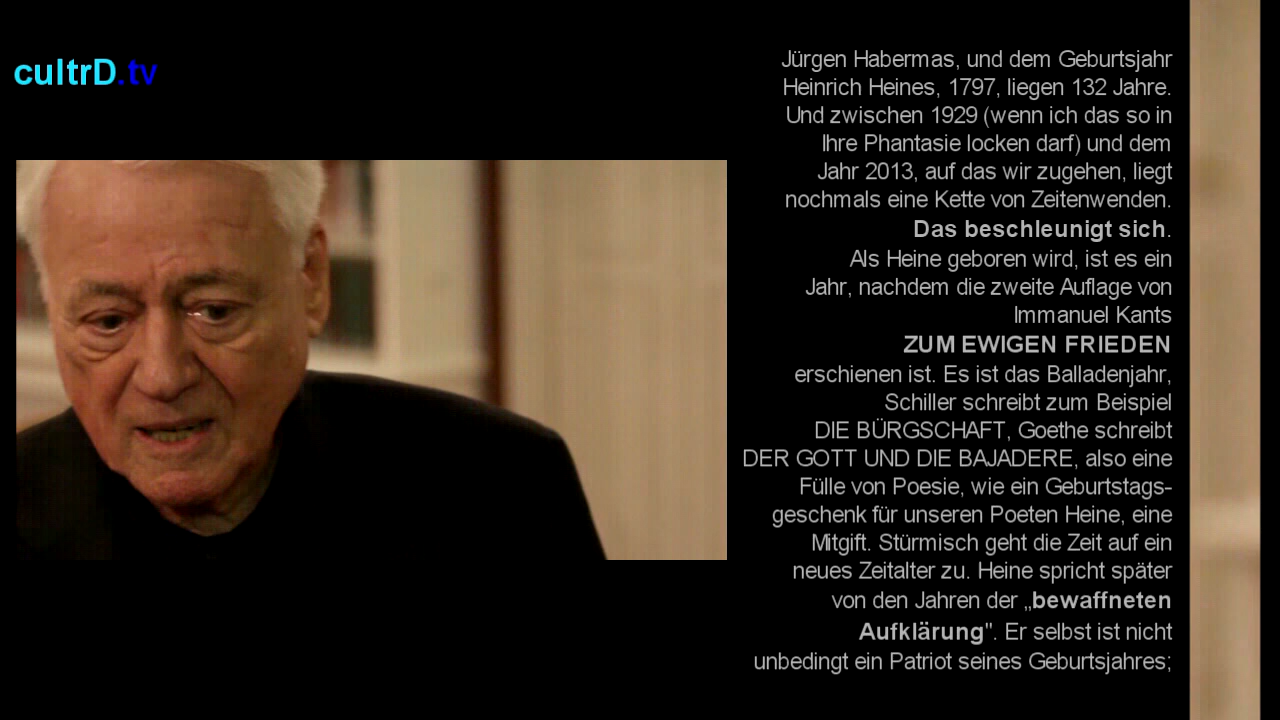 cultrD.tv
Jürgen Habermas, und dem Geburtsjahr
Heinrich Heines, 1797, liegen 132 Jahre.
Und zwischen 1929 (wenn ich das so in
Ihre Phantasie locken darf) und dem
Jahr 2013, auf das wir zugehen, liegt
nochmals eine Kette von Zeitenwenden.
Das beschleunigt sich.
Als Heine geboren wird, ist es ein
Jahr, nachdem die zweite Auflage von
Immanuel Kants
ZUM EWIGEN FRIEDEN
erschienen ist. Es ist das Balladenjahr,
Schiller schreibt zum Beispiel
DIE BÜRGSCHAFT, Goethe schreibt
DER GOTT UND DIE BAJADERE, also eine
Fülle von Poesie, wie ein Geburtstags-
geschenk für unseren Poeten Heine, eine
Mitgift. Stürmisch geht die Zeit auf ein
neues Zeitalter zu. Heine spricht später
von den Jahren der „bewaffneten
Aufklärung". Er selbst ist nicht
unbedingt ein Patriot seines Geburtsjahres;